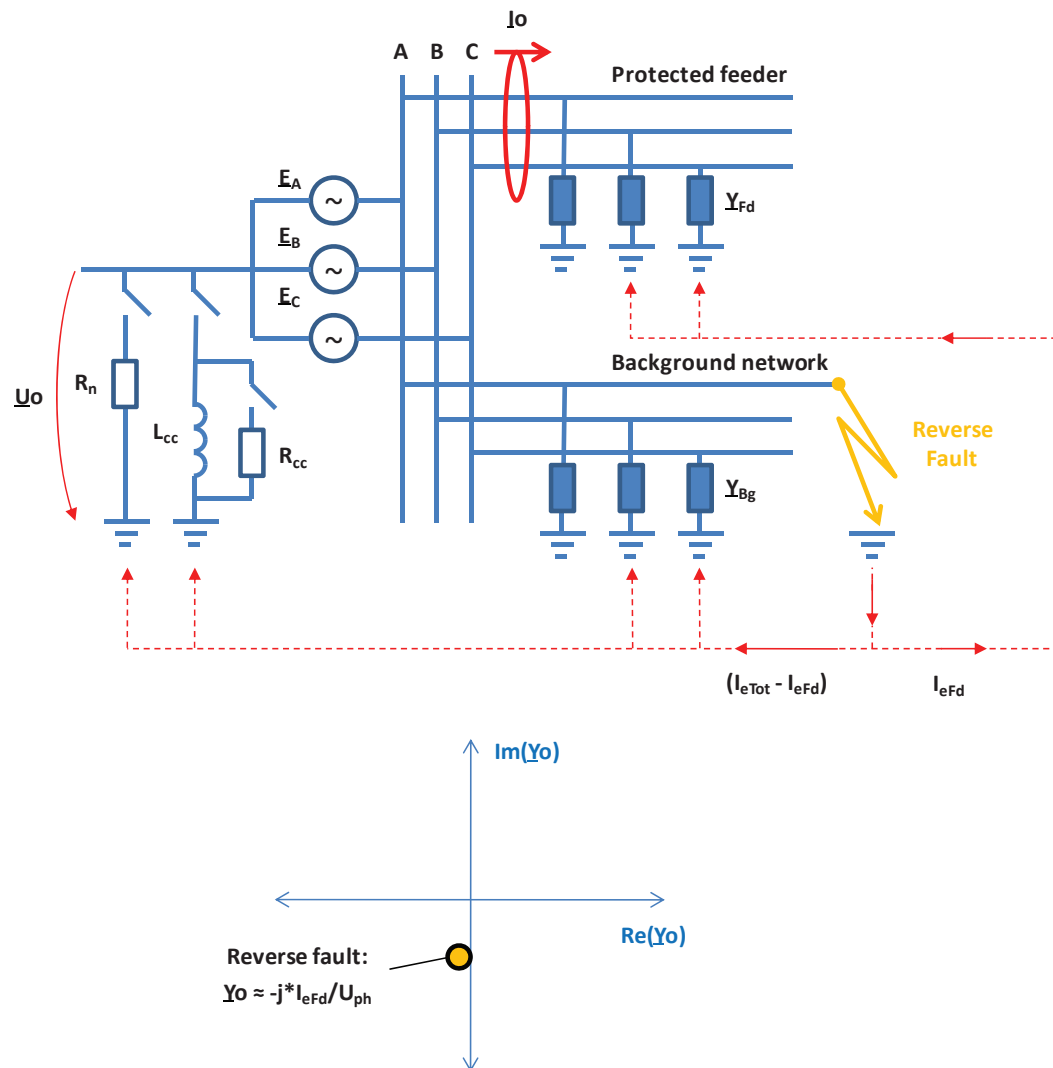 Io
A B C
Protected feeder
EA
~
YFd
EB
~
EC
~
Background network
Uo
Rn
Lcc
Rcc
YBg
Reverse
Fault
(IeTot - IeFd)
IeFd
Im(Yo)
Re(Yo)
Reverse fault:
Yo ≈ -j*IeFd/Uph